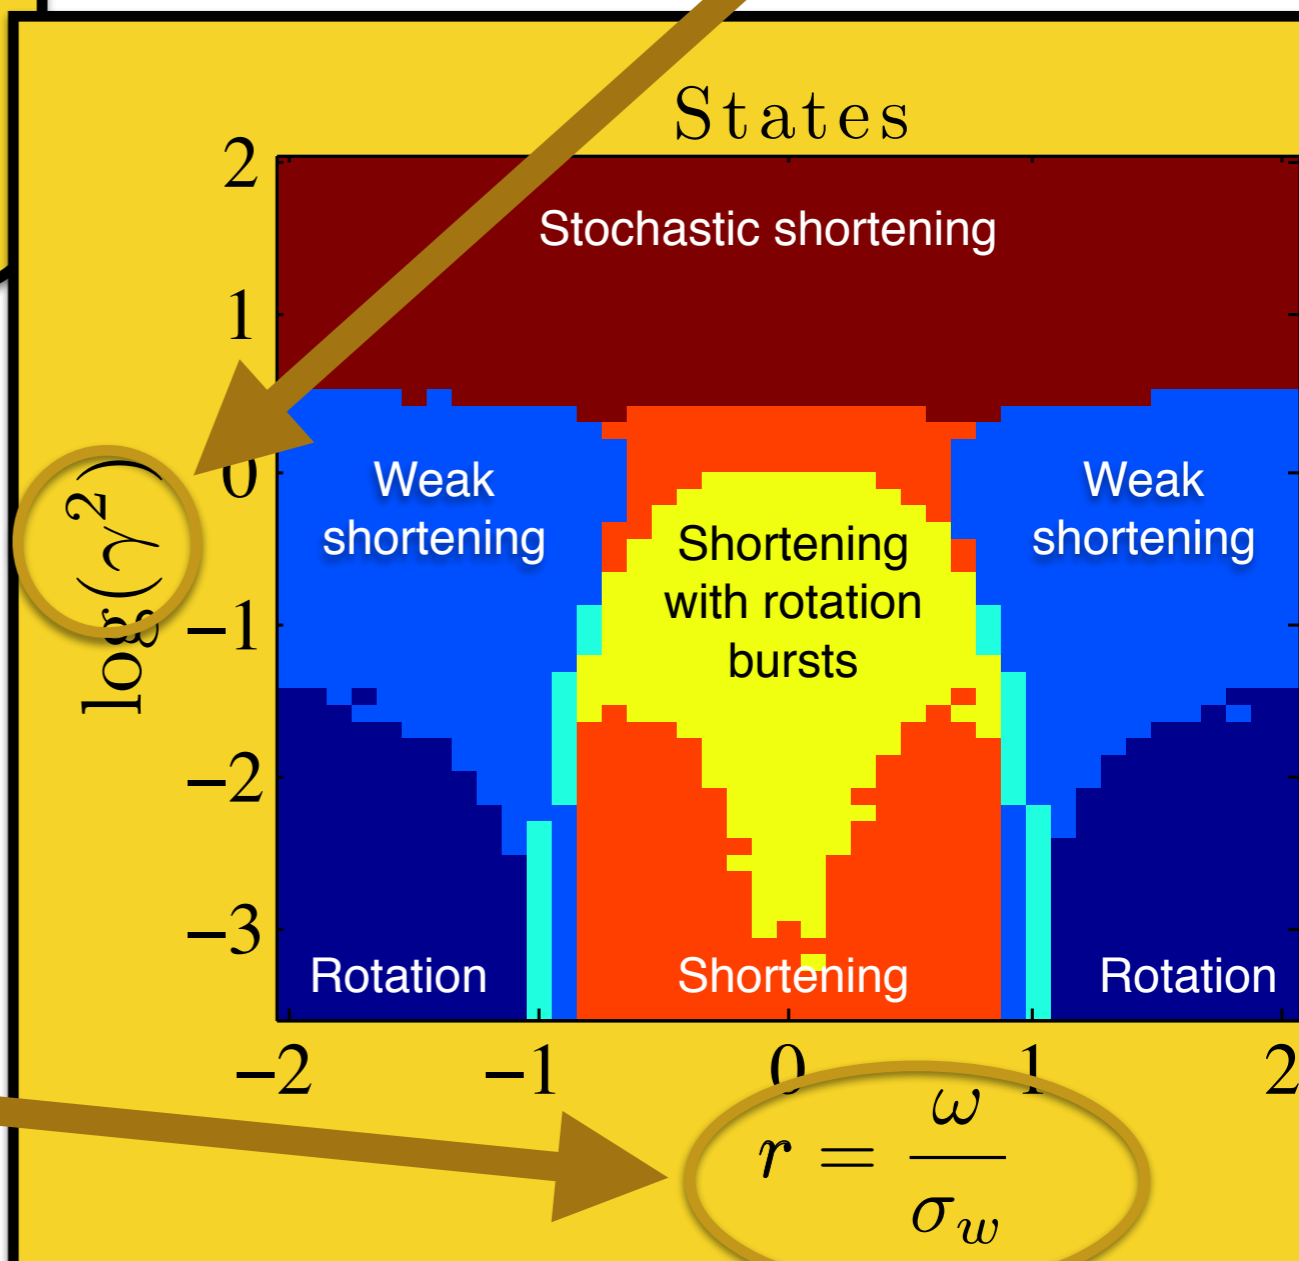 States
2
1
0
−1
−2
−3
log(γ²)
Stochastic shortening
Weak
shortening
Shortening
with rotation
bursts
Weak
shortening
Rotation
Shortening
Rotation
−2 −1 0 1 2
r = ω / σ_w